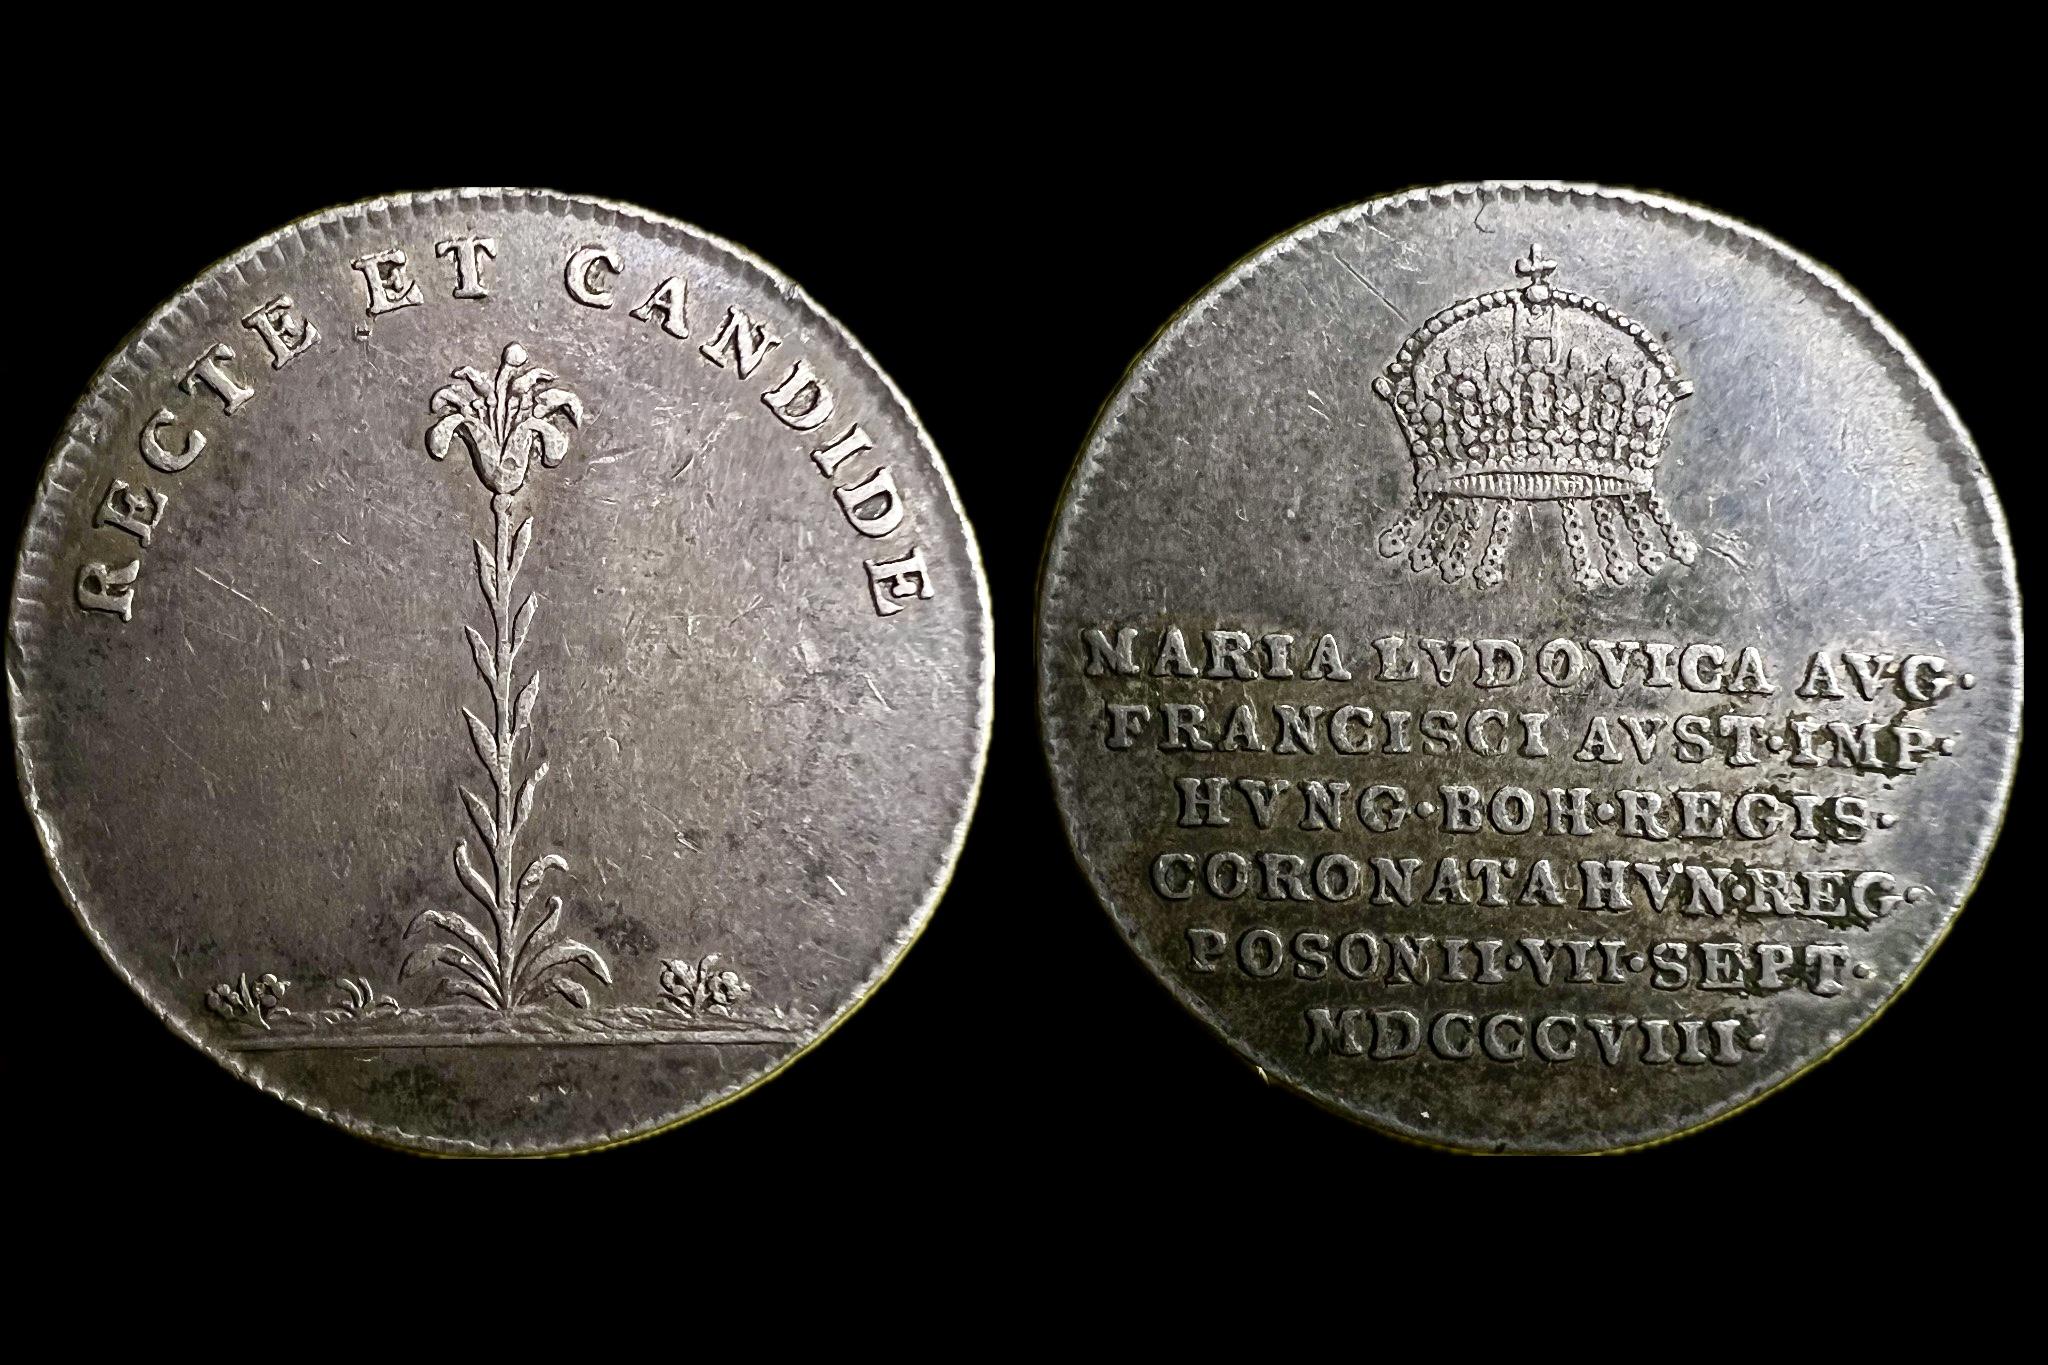 RECTE ET CANDIDE
MARIA LVDOVICA AVG·
FRANCISCI AVST·IMP·
HVNG·BOH·REGIS·
CORONATA HVN·REG·
POSONII·VII·SEPT·
MDCCCVIII·